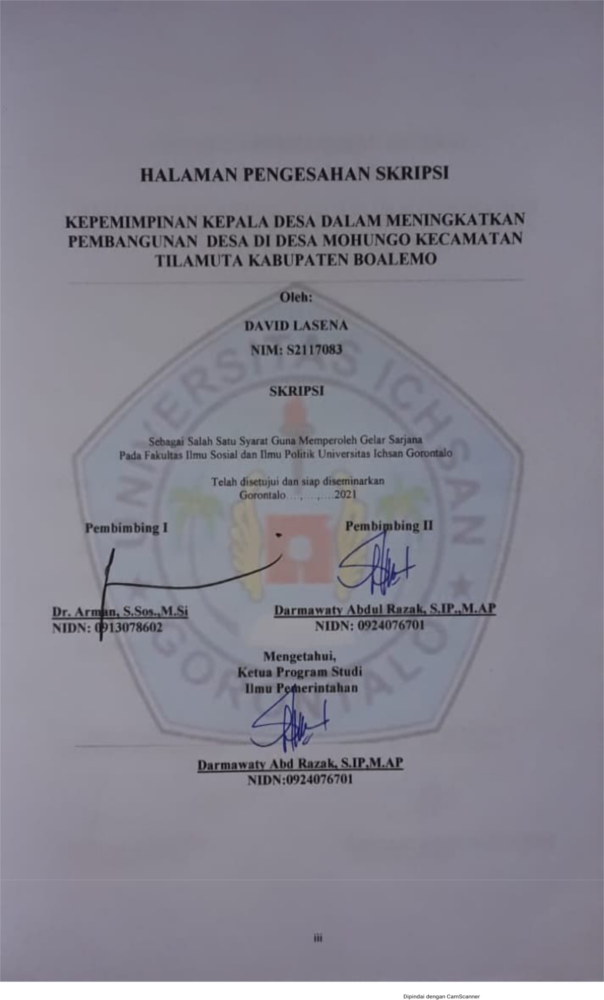 HALAMAN PENGESAHAN SKRIPSI
KEPEMIMPINAN KEPALA DESA DALAM MENINGKATKAN
PEMBANGUNAN DESA DI DESA MOHUNGO KECAMATAN
TILAMUTA KABUPATEN BOALEMO
Oleh:
DAVID LASENA
NIM: S2117083
UNIVERSITAS ICHSAN
SKRIPSI
Sebagai Salah Satu Syarat Guna Memperoleh Gelar Sarjana
Pada Fakultas Ilmu Sosial dan Ilmu Politik Universitas Ichsan Gorontalo
Telah disetujui dan siap diseminarkan
Gorontalo....,....,....2021
Pembimbing I
Pembimbing II
Dr. Arman, S.Sos.,M.Si
NIDN: 0913078602
Darmawaty Abdul Razak, S.IP.,M.AP
NIDN: 0924076701
GORONTALO
Mengetahui,
Ketua Program Studi
Ilmu Pemerintahan
Darmawaty Abd Razak, S.IP,M.AP
NIDN:0924076701
iii
Dipindai dengan CamScanner